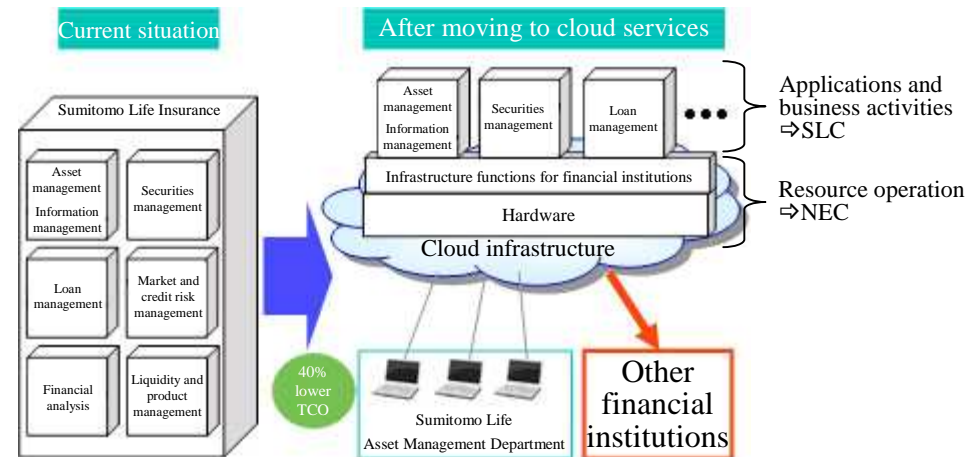 Current situation
After moving to cloud services
Sumitomo Life Insurance
Asset
management
Information
management
Securities
management
Loan
management
Market and
credit risk
management
Financial
analysis
Liquidity and
product
management
40%
lower
TCO
Asset
management
Information
management
Securities
management
Loan
management
•••
Infrastructure functions for financial institutions
Hardware
Cloud infrastructure
Applications and
business activities
⇨SLC
Resource operation
⇨NEC
Sumitomo Life
Asset Management Department
Other
financial
institutions